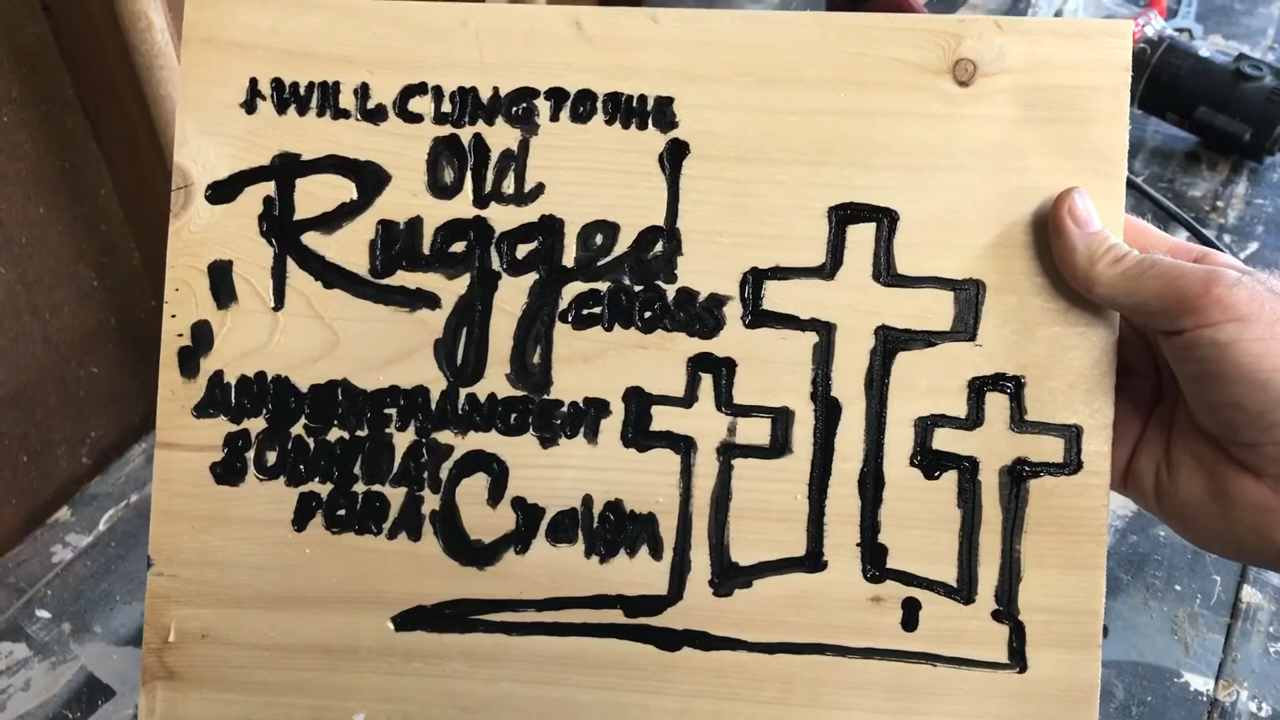 I WILL CLING TO THE
Old
Rugged
CROSS
AND EXCHANGE IT
SOMEDAY
FOR A Crown